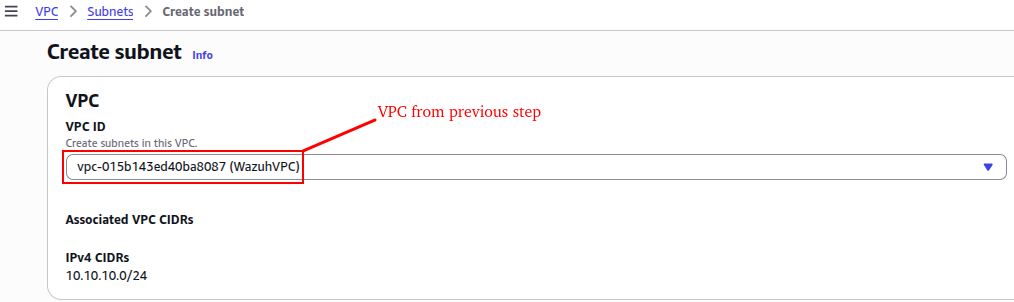 VPC > Subnets > Create subnet
Create subnet Info
VPC
VPC from previous step
VPC ID
Create subnets in this VPC.
vpc-015b143ed40ba8087 (WazuhVPC)
Associated VPC CIDRs
IPv4 CIDRs
10.10.10.0/24